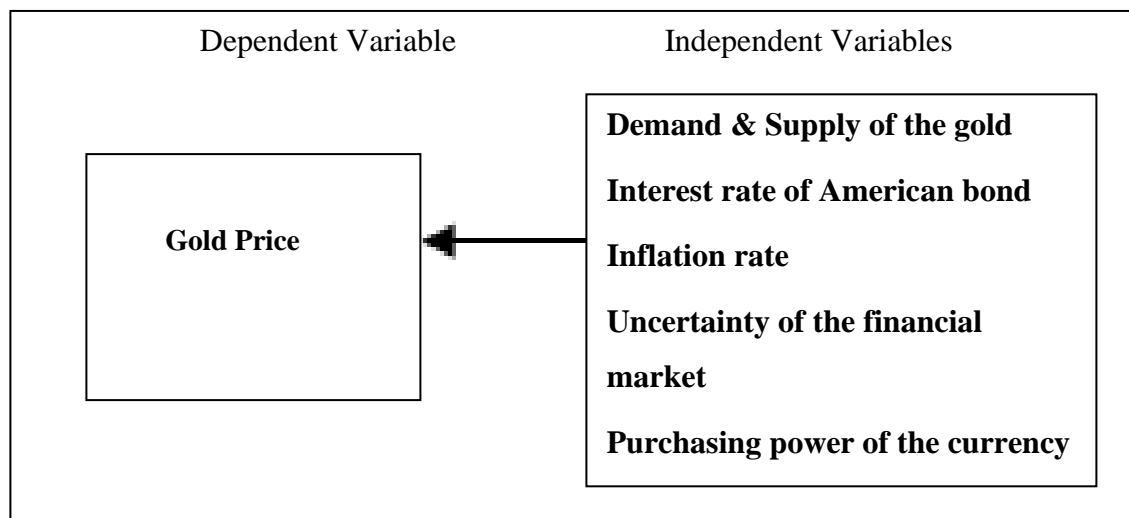 Dependent Variable
Independent Variables
Gold Price
Demand & Supply of the gold
Interest rate of American bond
Inflation rate
Uncertainty of the financial
market
Purchasing power of the currency